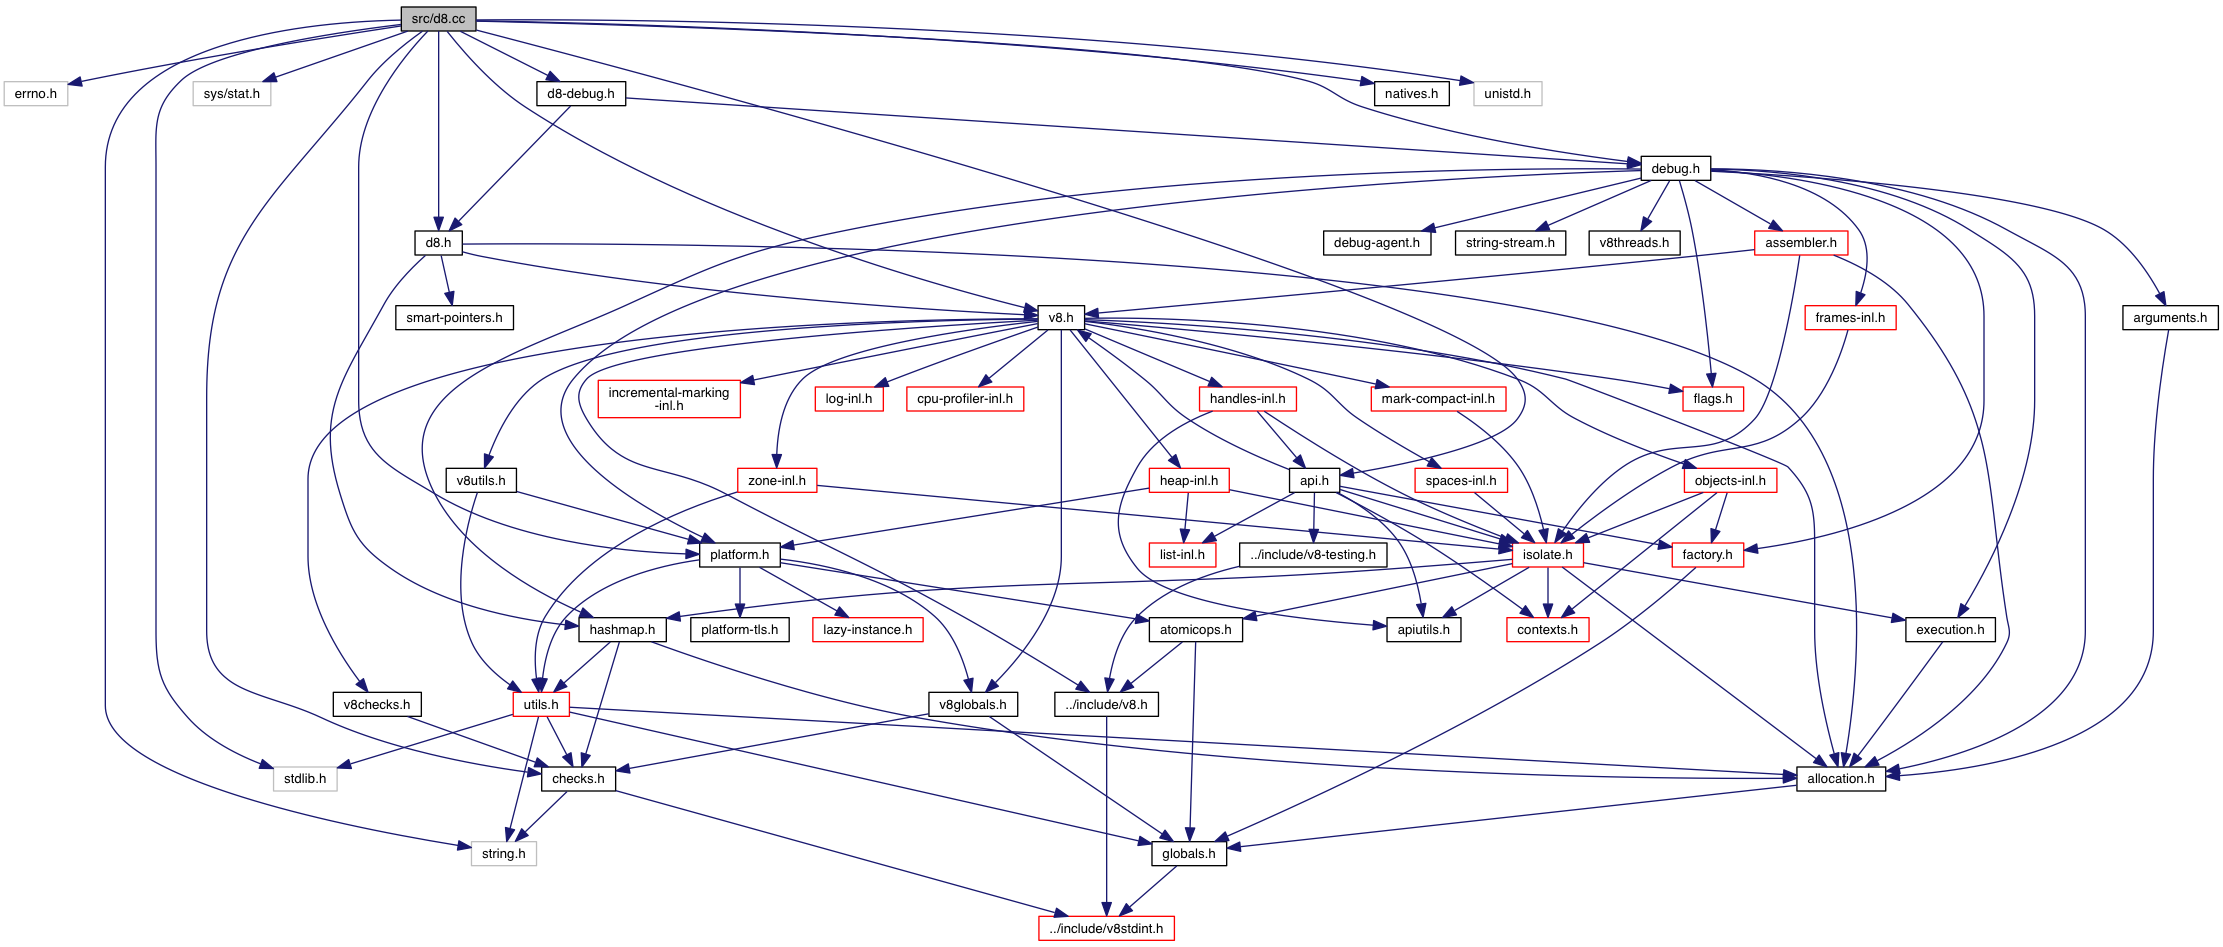 src/d8.cc
errno.h
sys/stat.h
d8-debug.h
natives.h
unistd.h
debug.h
d8.h
debug-agent.h
string-stream.h
v8threads.h
assembler.h
smart-pointers.h
v8.h
frames-inl.h
arguments.h
incremental-marking
-inl.h
log-inl.h
cpu-profiler-inl.h
handles-inl.h
mark-compact-inl.h
flags.h
v8utils.h
zone-inl.h
heap-inl.h
api.h
spaces-inl.h
objects-inl.h
platform.h
list-inl.h
../include/v8-testing.h
isolate.h
factory.h
hashmap.h
platform-tls.h
lazy-instance.h
atomicops.h
apiutils.h
contexts.h
execution.h
v8checks.h
utils.h
v8globals.h
../include/v8.h
stdlib.h
checks.h
allocation.h
string.h
globals.h
../include/v8stdint.h